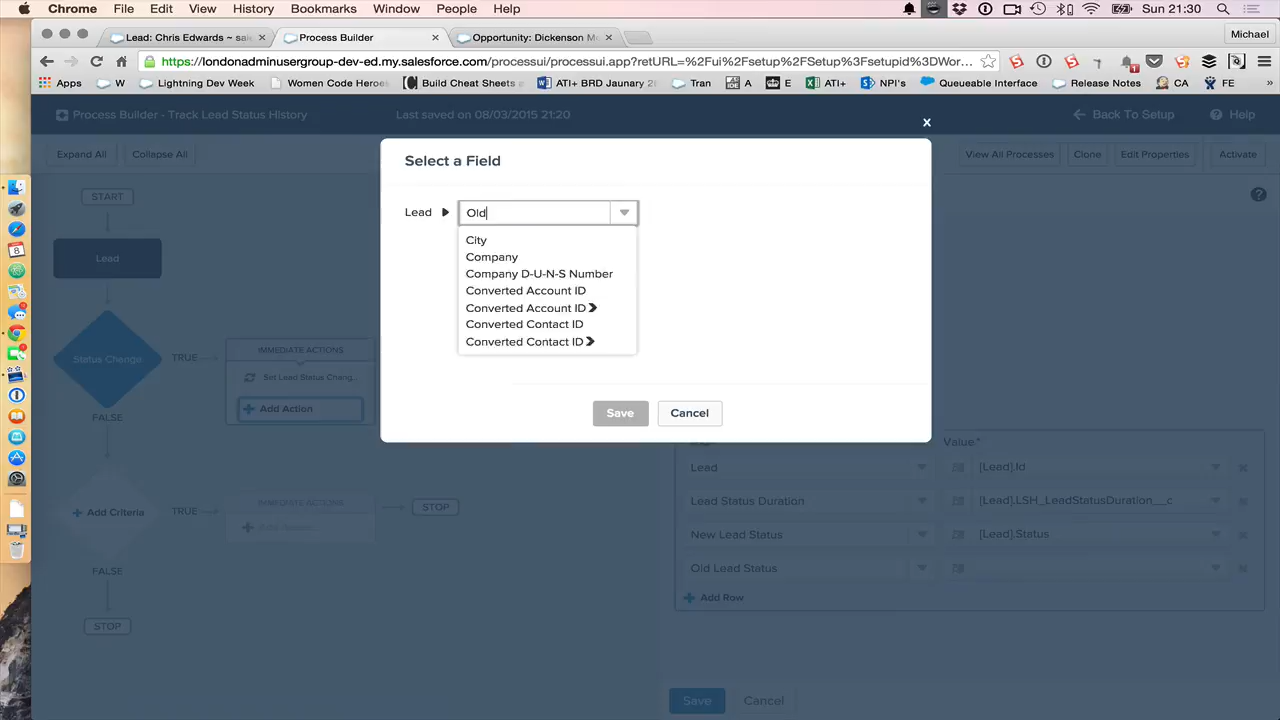 Chrome File Edit View History Bookmarks Window People Help Sun 21:30
Lead: Chris Edwards ~ sale Process Builder Opportunity: Dickenson Mo Michael
https://londonadminusergroup-dev-ed.my.salesforce.com/processui/processui.app?retURL=%2Fui%2Fsetup%2FSetup%3Fsetupid%3DWor...
Apps W Lightning Dev Week Women Code Heroes Build Cheat Sheets ATI+ BRD Jaunary 2 Tran A E ATI+ NPI's Queueable Interface Release Notes CA FE »
Process Builder - Track Lead Status History Last saved on 08/03/2015 21:20 Back To Setup Help
x
Expand All Collapse All View All Processes Clone Edit Properties Activate
Select a Field
START
Lead Old
Lead
City
Company
Company D-U-N-S Number
Converted Account ID
Converted Account ID
Converted Contact ID
Converted Contact ID
Status Change TRUE IMMEDIATE ACTIONS
Set Lead Status Chang...
Add Action
FALSE
Save Cancel
Value*
Lead [Lead].Id
Lead Status Duration [Lead].LSH_LeadStatusDuration__c
New Lead Status [Lead].Status
Old Lead Status
Add Row
Add Criteria TRUE IMMEDIATE ACTIONS STOP
FALSE
STOP
Save Cancel